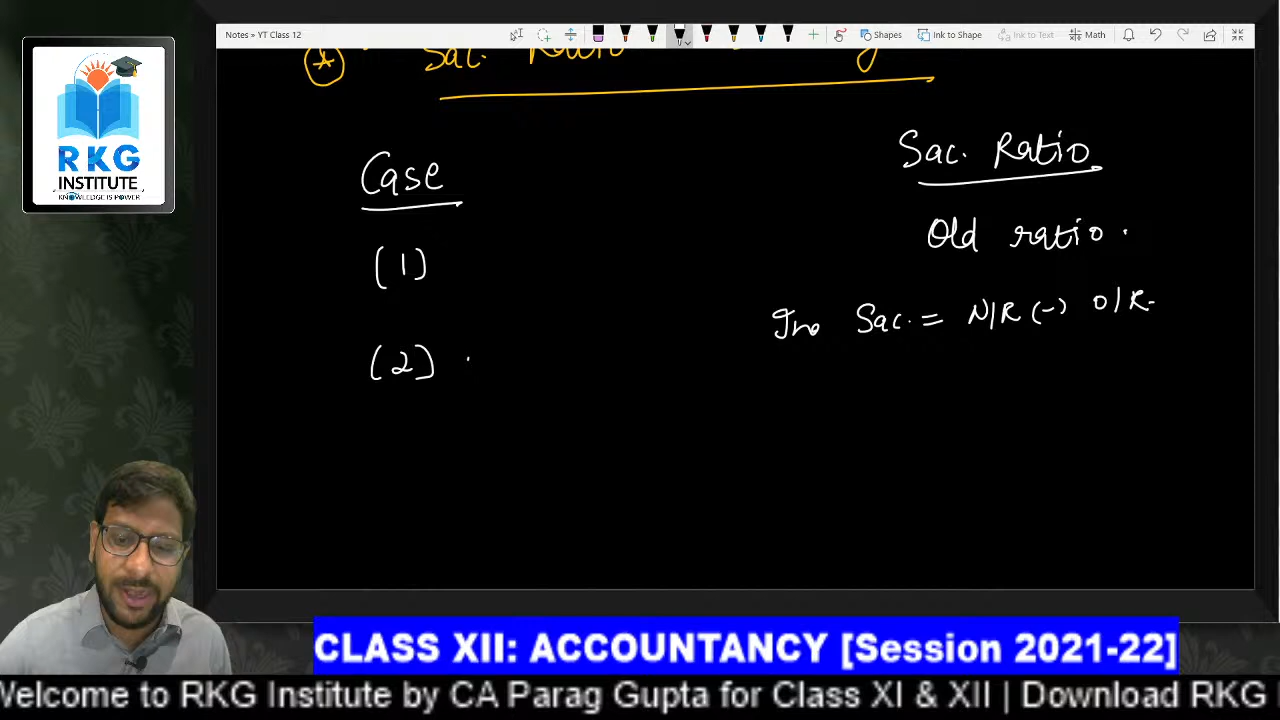 Notes » YT Class 12
Shapes
Ink to Shape
Ink to Text
Math
Sac. Ratio
RKG
INSTITUTE
KNOWLEDGE IS POWER
Case
Sac. Ratio
(1)
Old ratio.
Sac. = N/R (-) O/R
(2)
CLASS XII: ACCOUNTANCY [Session 2021-22]
Welcome to RKG Institute by CA Parag Gupta for Class XI & XII | Download RKG